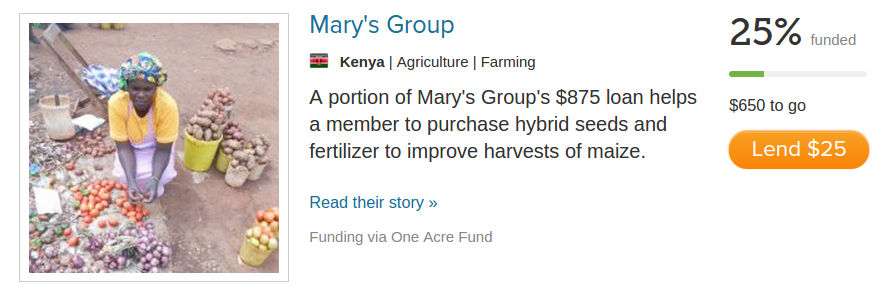 Mary's Group
Kenya | Agriculture | Farming
A portion of Mary's Group's $875 loan helps
a member to purchase hybrid seeds and
fertilizer to improve harvests of maize.
Read their story »
Funding via One Acre Fund
25% funded
$650 to go
Lend $25